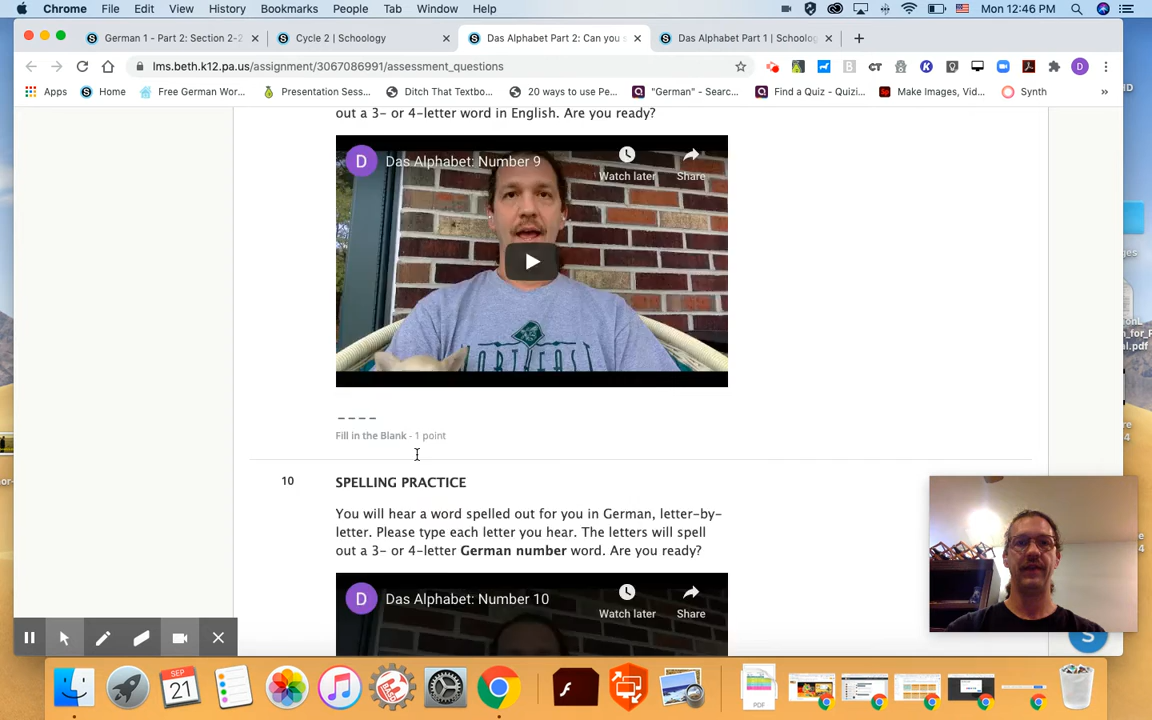 Chrome File Edit View History Bookmarks People Tab Window Help Mon 12:46 PM
German 1 - Part 2: Section 2-2 Cycle 2 | Schoology Das Alphabet Part 2: Can you s Das Alphabet Part 1 | Schoolog
lms.beth.k12.pa.us/assignment/3067086991/assessment_questions
Apps Home Free German Wor... Presentation Sess... Ditch That Textbo... 20 ways to use Pe... "German" - Searc... Find a Quiz - Quizi... Make Images, Vid... Synth
out a 3- or 4-letter word in English. Are you ready?
D Das Alphabet: Number 9
Watch later Share
_ _ _ _
Fill in the Blank - 1 point
10 SPELLING PRACTICE
You will hear a word spelled out for you in German, letter-by-
letter. Please type each letter you hear. The letters will spell
out a 3- or 4-letter German number word. Are you ready?
D Das Alphabet: Number 10
Watch later Share
SEP
21
PDF